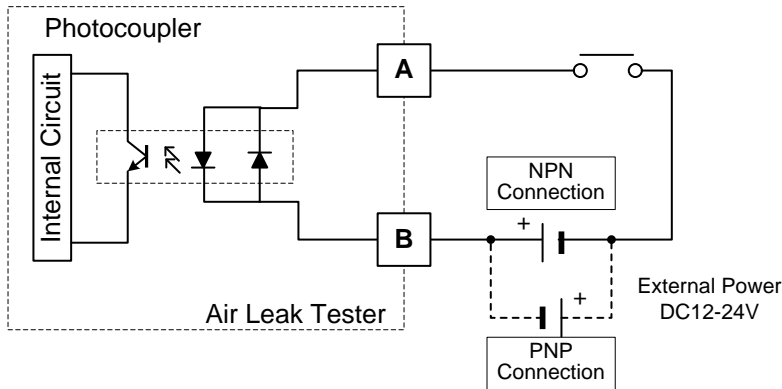 Photocoupler
Internal Circuit
A
NPN
Connection
+
B
+
External Power
DC12-24V
Air Leak Tester
PNP
Connection